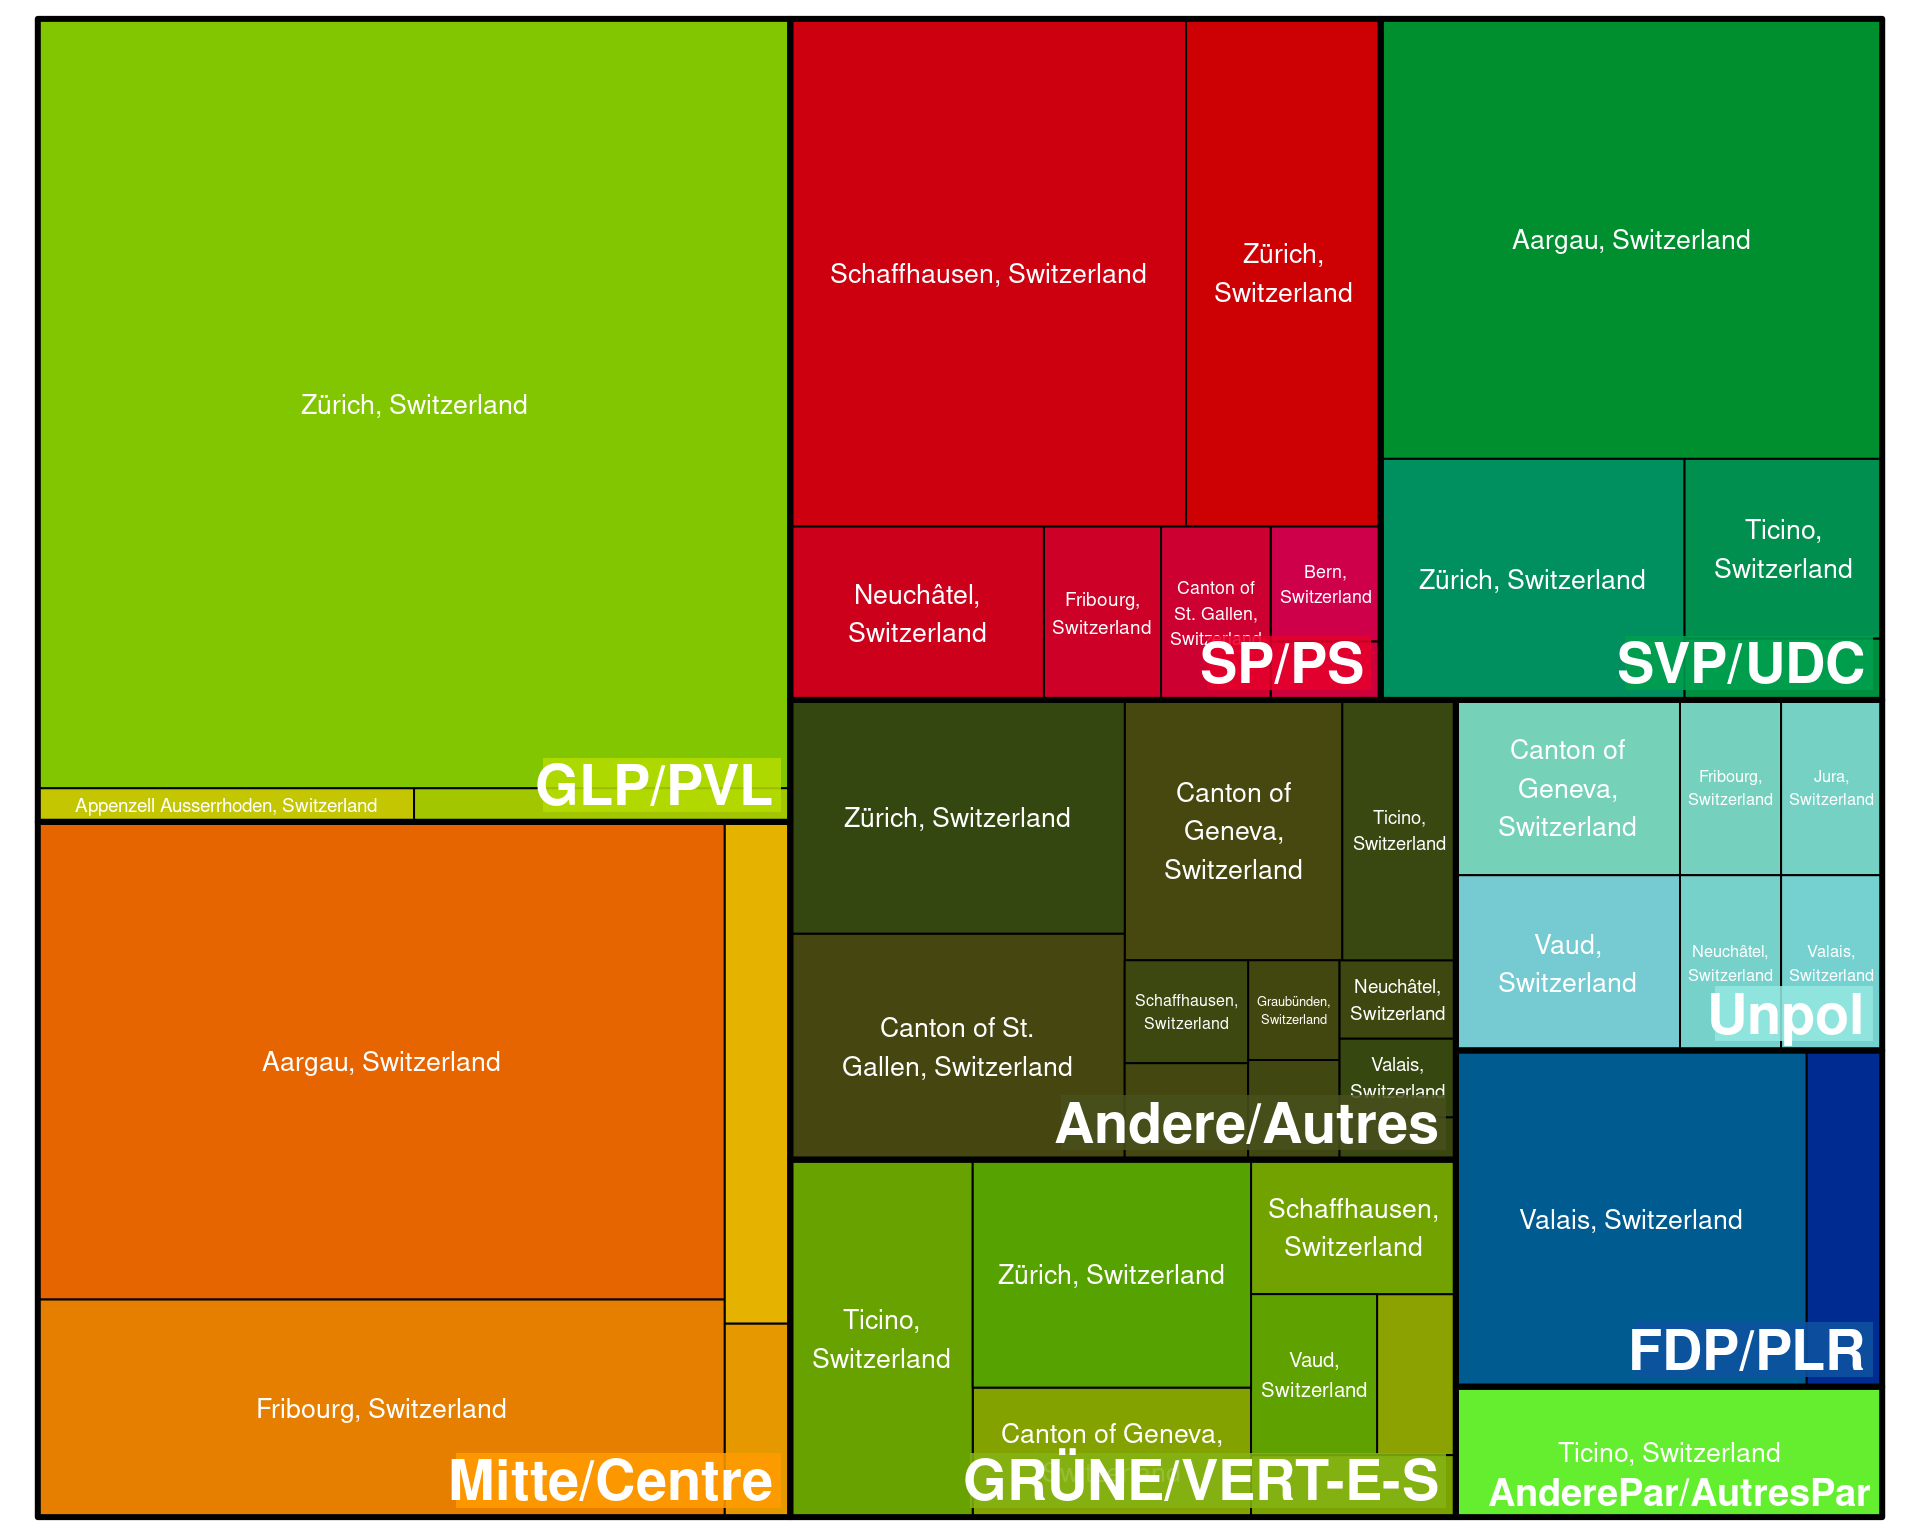 Zürich, Switzerland
Appenzell Ausserrhoden, Switzerland
GLP/PVL
Aargau, Switzerland
Fribourg, Switzerland
Mitte/Centre
Schaffhausen, Switzerland
Zürich,
Switzerland
Neuchâtel,
Switzerland
Fribourg,
Switzerland
Canton of
St. Gallen,
Switzerland
Bern,
Switzerland
SP/PS
Aargau, Switzerland
Zürich, Switzerland
Ticino,
Switzerland
SVP/UDC
Zürich, Switzerland
Canton of St.
Gallen, Switzerland
Canton of
Geneva,
Switzerland
Ticino,
Switzerland
Schaffhausen,
Switzerland
Graubünden,
Switzerland
Neuchâtel,
Switzerland
Valais,
Switzerland
Andere/Autres
Canton of
Geneva,
Switzerland
Fribourg,
Switzerland
Jura,
Switzerland
Vaud,
Switzerland
Neuchâtel,
Switzerland
Valais,
Switzerland
Unpol
Ticino,
Switzerland
Zürich, Switzerland
Canton of Geneva,
Schaffhausen,
Switzerland
Vaud,
Switzerland
GRÜNE/VERT-E-S
Valais, Switzerland
FDP/PLR
Ticino, Switzerland
AnderePar/AutresPar